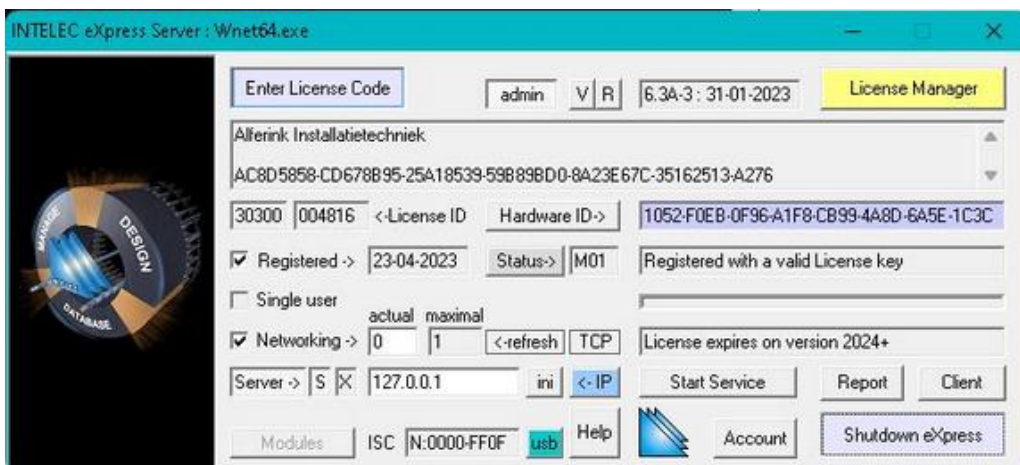 INTELEC eXpress Server : Wnet64.exe
Enter License Code admin V R 6.3A-3 : 31-01-2023 License Manager
Alferink Installatietechniek
AC8D5858-CD678B95-25A18539-59B89BD0-8A23E67C-35162513-A276
30300 004816 <-License ID Hardware ID-> 1052-F0EB-0F96-A1F8-CB99-4A8D-6A5E-1C3C
Registered -> 23-04-2023 Status-> M01 Registered with a valid License key
Single user
actual maximal
Networking -> 0 1 <-refresh TCP License expires on version 2024+
Server -> S X 127.0.0.1 ini <- IP Start Service Report Client
Modules ISC N:0000-FF0F usb Help Account Shutdown eXpress
MANAGE
DESIGN
DATABASE